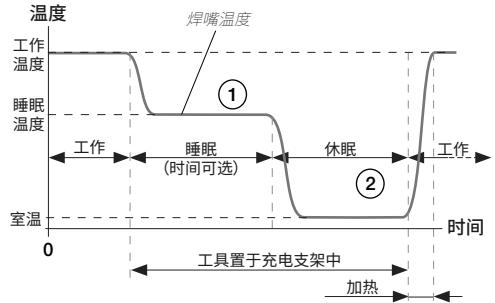 温度
焊嘴温度
工作
温度
1
睡眠
温度
工作
睡眠
(时间可选)
休眠
工作
2
室温
时间
0
工具置于充电支架中
加热